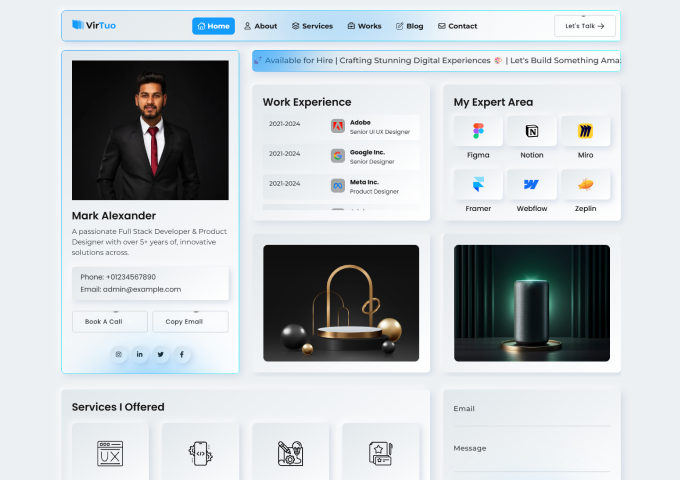 VirTuo
Home
About
Services
Works
Blog
Contact
Let's Talk
Available for Hire | Crafting Stunning Digital Experiences
| Let's Build Something
Mark Alexander
A passionate Full Stack Developer & Product
Designer with over 5+ years of, innovative
solutions across.
Phone: +01234567890
Email: admin@example.com
Book A Call
Copy Email
Work Experience
2021-2024
Adobe
Senior UI UX Designer
2021-2024
Google Inc.
Senior Designer
2021-2024
Meta Inc.
Product Designer
My Expert Area
Figma
Notion
Miro
Framer
Webflow
Zeplin
Services I Offered
UX
Email
Message